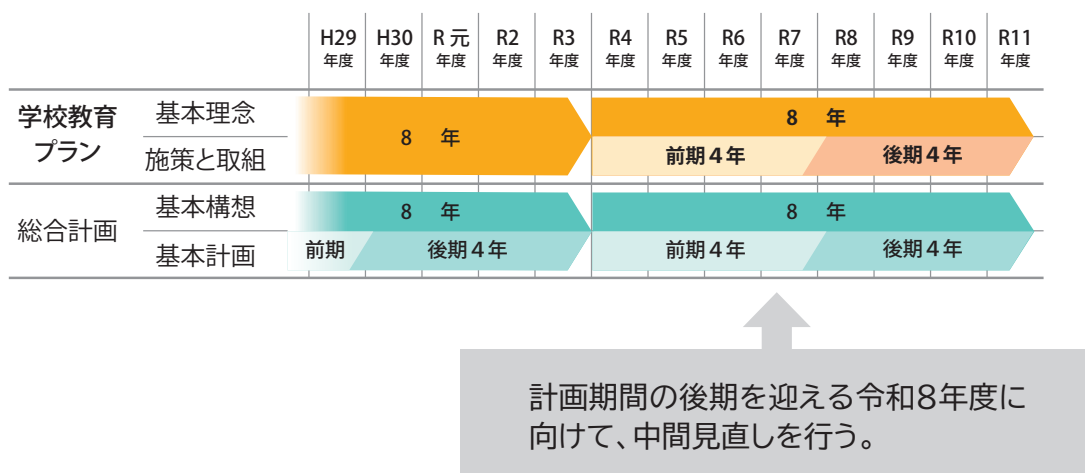 H29 H30 R元 R2 R3 R4 R5 R6 R7 R8 R9 R10 R11
年度 年度 年度 年度 年度 年度 年度 年度 年度 年度 年度 年度 年度
学校教育
プラン
基本理念
8 年
8 年
施策と取組
前期4年
後期4年
総合計画
基本構想
8 年
8 年
基本計画
前期
後期4年
前期4年
後期4年
計画期間の後期を迎える令和8年度に
向けて、中間見直しを行う。